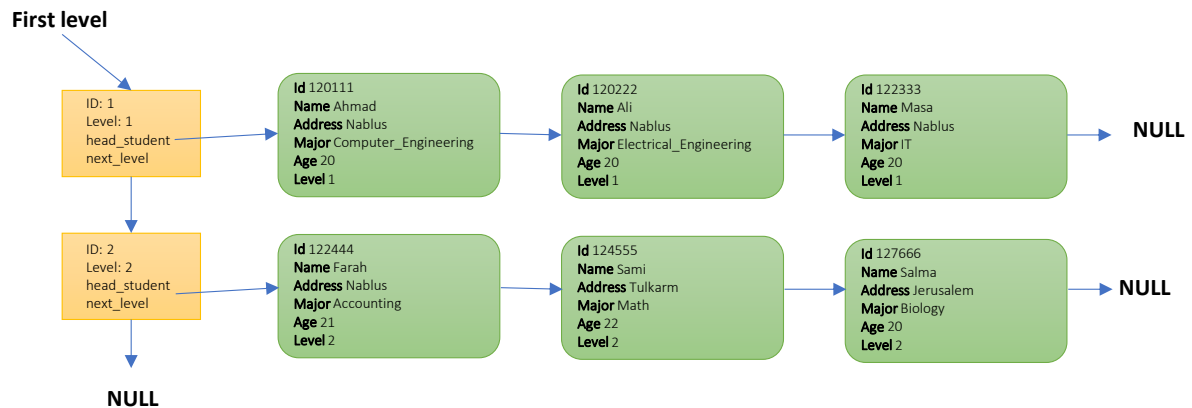 First level
ID: 1
Level: 1
head_student
next_level
Id 120111
Name Ahmad
Address Nablus
Major Computer_Engineering
Age 20
Level 1
Id 120222
Name Ali
Address Nablus
Major Electrical_Engineering
Age 20
Level 1
Id 122333
Name Masa
Address Nablus
Major IT
Age 20
Level 1
NULL
ID: 2
Level: 2
head_student
next_level
Id 122444
Name Farah
Address Nablus
Major Accounting
Age 21
Level 2
Id 124555
Name Sami
Address Tulkarm
Major Math
Age 22
Level 2
Id 127666
Name Salma
Address Jerusalem
Major Biology
Age 20
Level 2
NULL
NULL